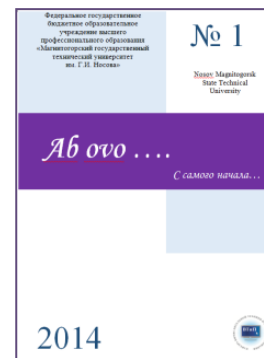 Федеральное государственное
бюджетное образовательное
учреждение высшего
профессионального образования
«Магнитогорский государственный
технический университет
им. Г.И. Носова»
№ 1
Nosov Magnitogorsk
State Technical
University
Ab ovo ….
С самого начала…
2014